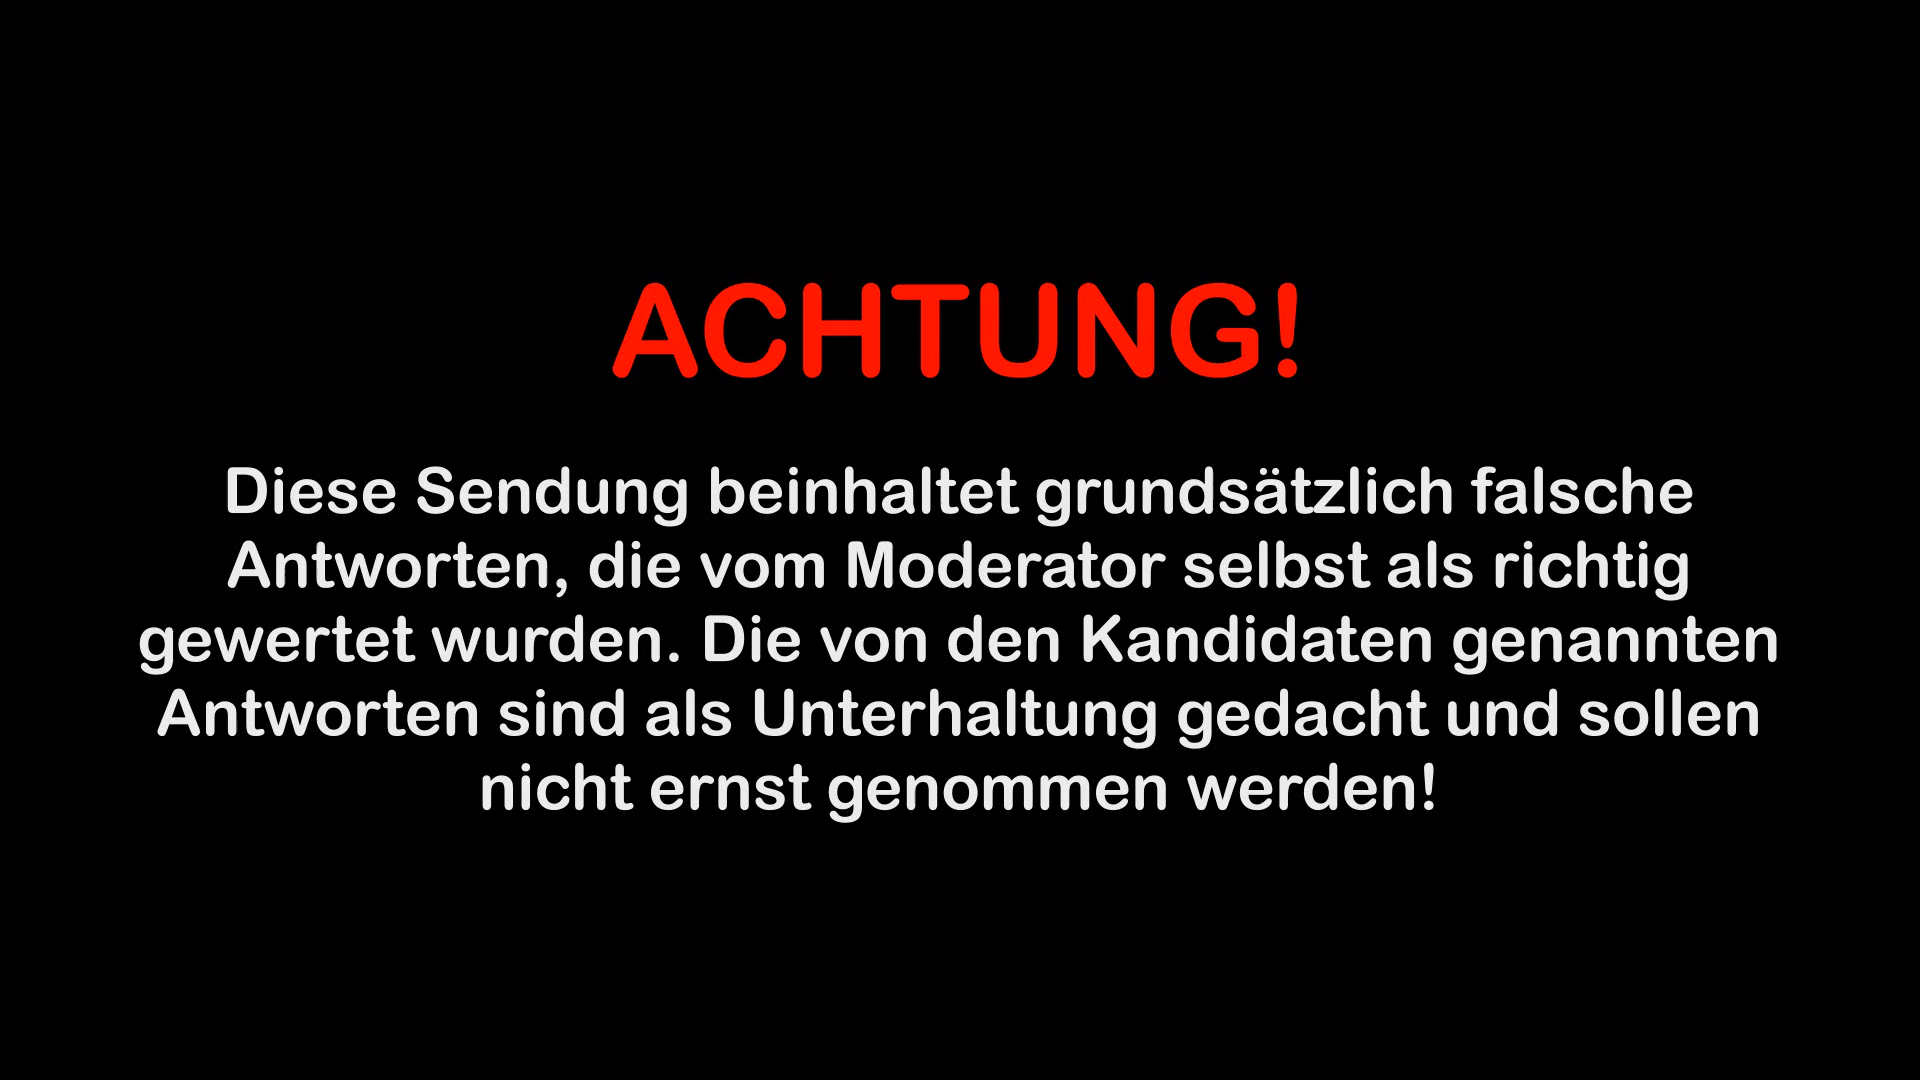 ACHTUNG!
Diese Sendung beinhaltet grundsätzlich falsche
Antworten, die vom Moderator selbst als richtig
gewertet wurden. Die von den Kandidaten genannten
Antworten sind als Unterhaltung gedacht und sollen
nicht ernst genommen werden!